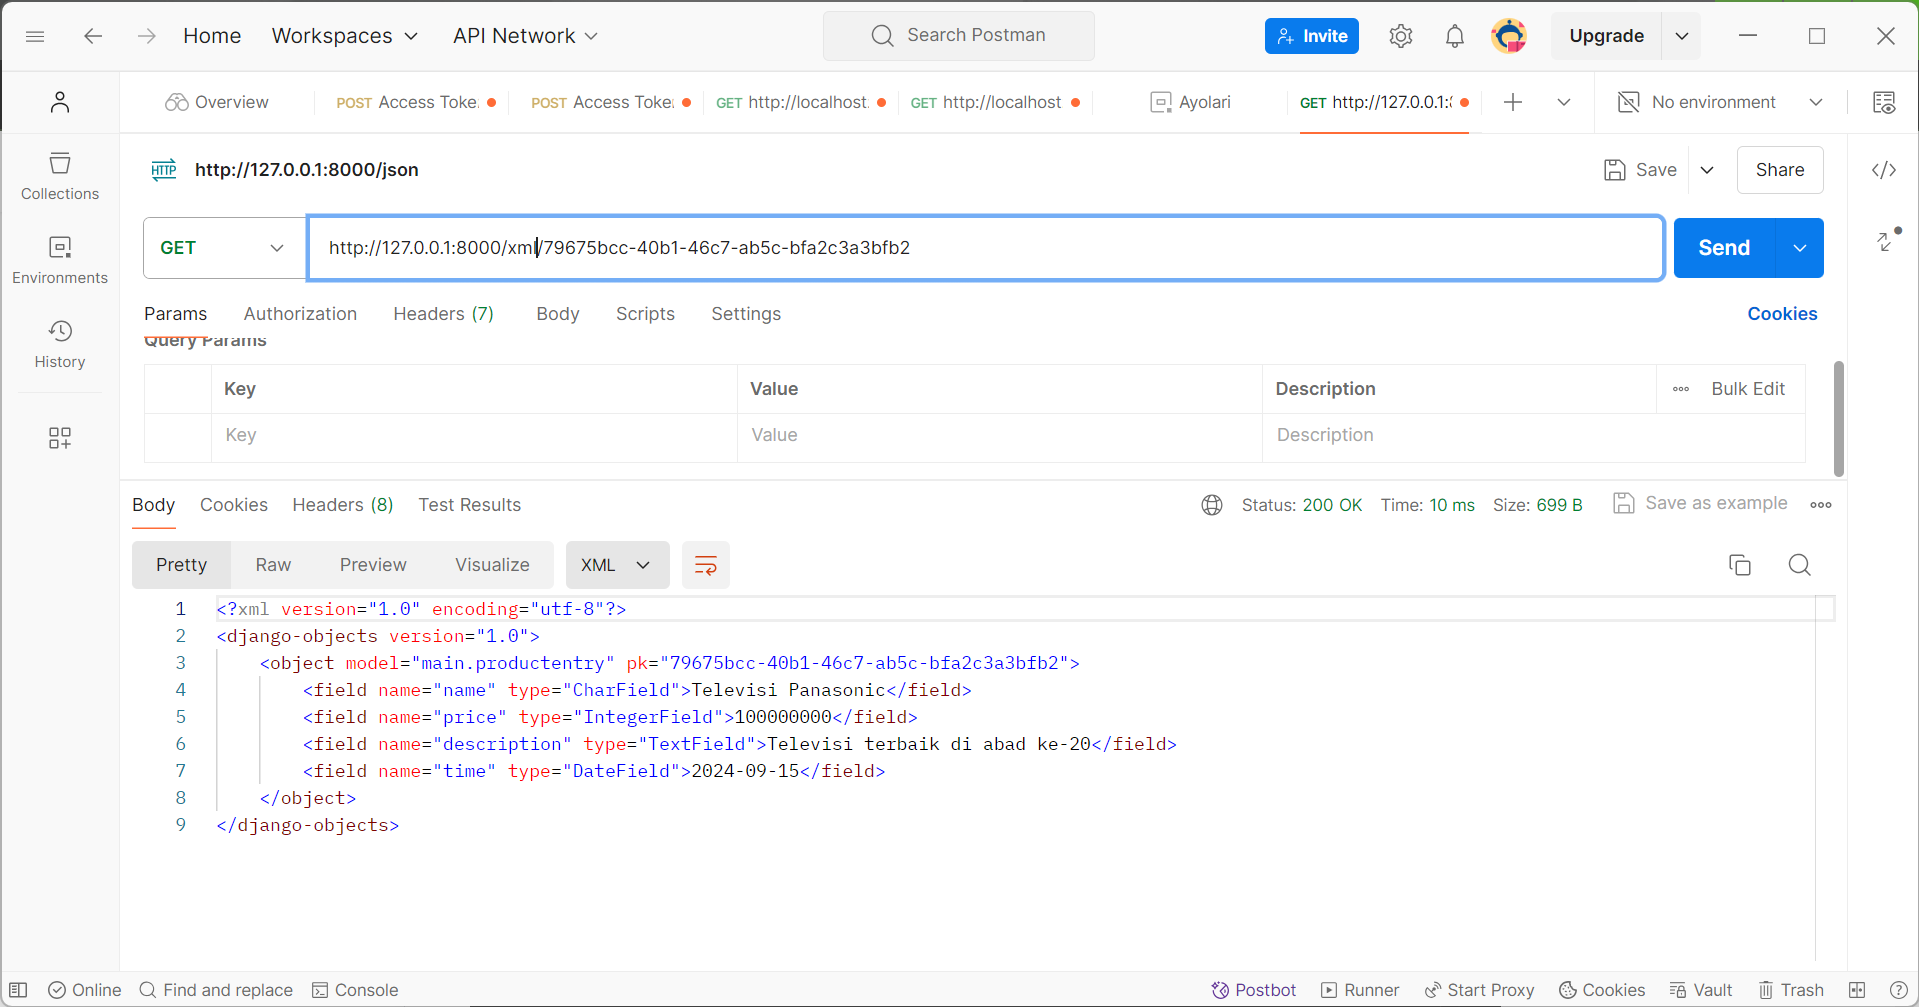 Home Workspaces API Network Search Postman Invite Upgrade
Overview POST Access Toke. POST Access Toke. GET http://localhost. GET http://localhost Ayolari GET http://127.0.0.1: No environment
HTTP http://127.0.0.1:8000/json Save Share </>
Collections
GET http://127.0.0.1:8000/xml/79675bcc-40b1-46c7-ab5c-bfa2c3a3bfb2 Send
Environments
Params Authorization Headers (7) Body Scripts Settings Cookies
Query Params
History
Key Value Description Bulk Edit
Key Value Description
Body Cookies Headers (8) Test Results Status: 200 OK Time: 10 ms Size: 699 B Save as example
Pretty Raw Preview Visualize XML
1 <?xml version="1.0" encoding="utf-8"?>
2 <django-objects version="1.0">
3 <object model="main.productentry" pk="79675bcc-40b1-46c7-ab5c-bfa2c3a3bfb2">
4 <field name="name" type="CharField">Televisi Panasonic</field>
5 <field name="price" type="IntegerField">100000000</field>
6 <field name="description" type="TextField">Televisi terbaik di abad ke-20</field>
7 <field name="time" type="DateField">2024-09-15</field>
8 </object>
9 </django-objects>
Online Find and replace Console Postbot Runner Start Proxy Cookies Vault Trash